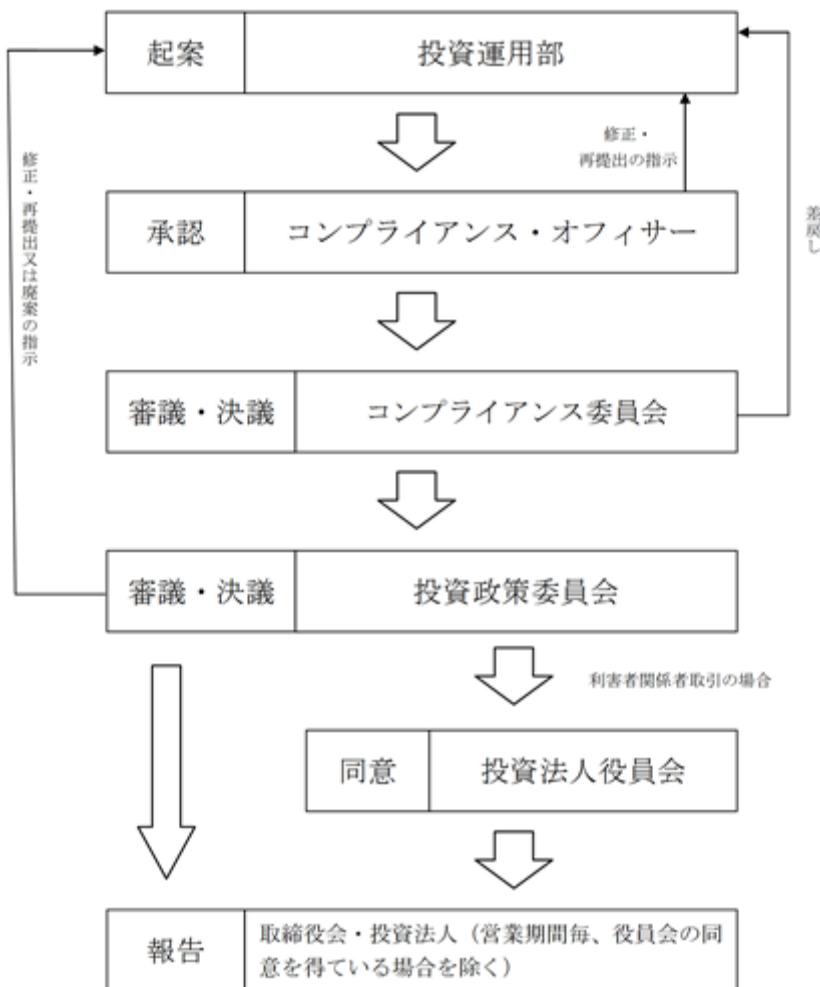 起案 投資運用部
修正・
再提出の指示
修正・再提出又は廃案の指示
差戻し
承認 コンプライアンス・オフィサー
審議・決議 コンプライアンス委員会
審議・決議 投資政策委員会
利害者関係者取引の場合
同意 投資法人役員会
報告 取締役会・投資法人（営業期間毎、役員会の同
意を得ている場合を除く）